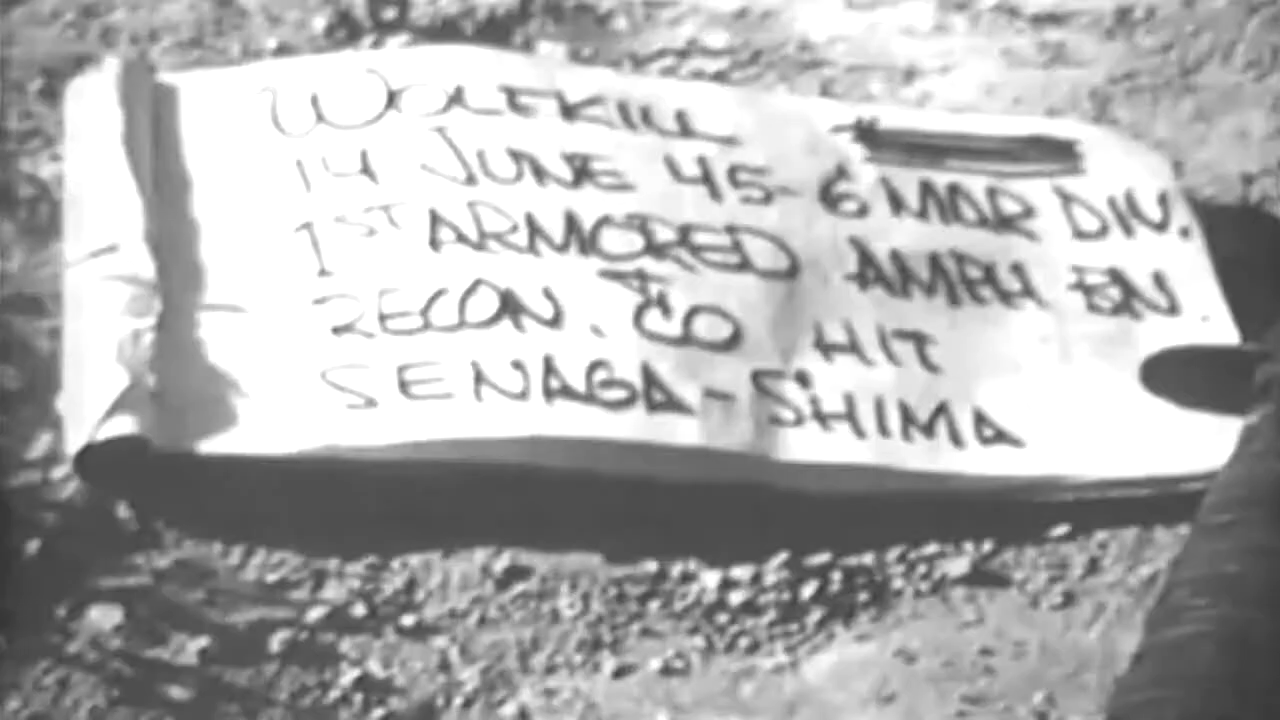 WOLFKILL
14 JUNE 45-6 MAR DIV.
1ST ARMORED AMPH BN.
+
RECON. CO HIT
SENAGA-SHIMA